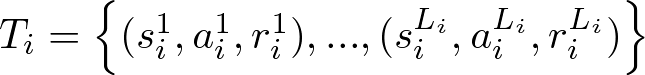 $T_i = \left\{(s_i^1, a_i^1, r_i^1), ..., (s_i^{L_i}, a_i^{L_i}, r_i^{L_i})\right\}$